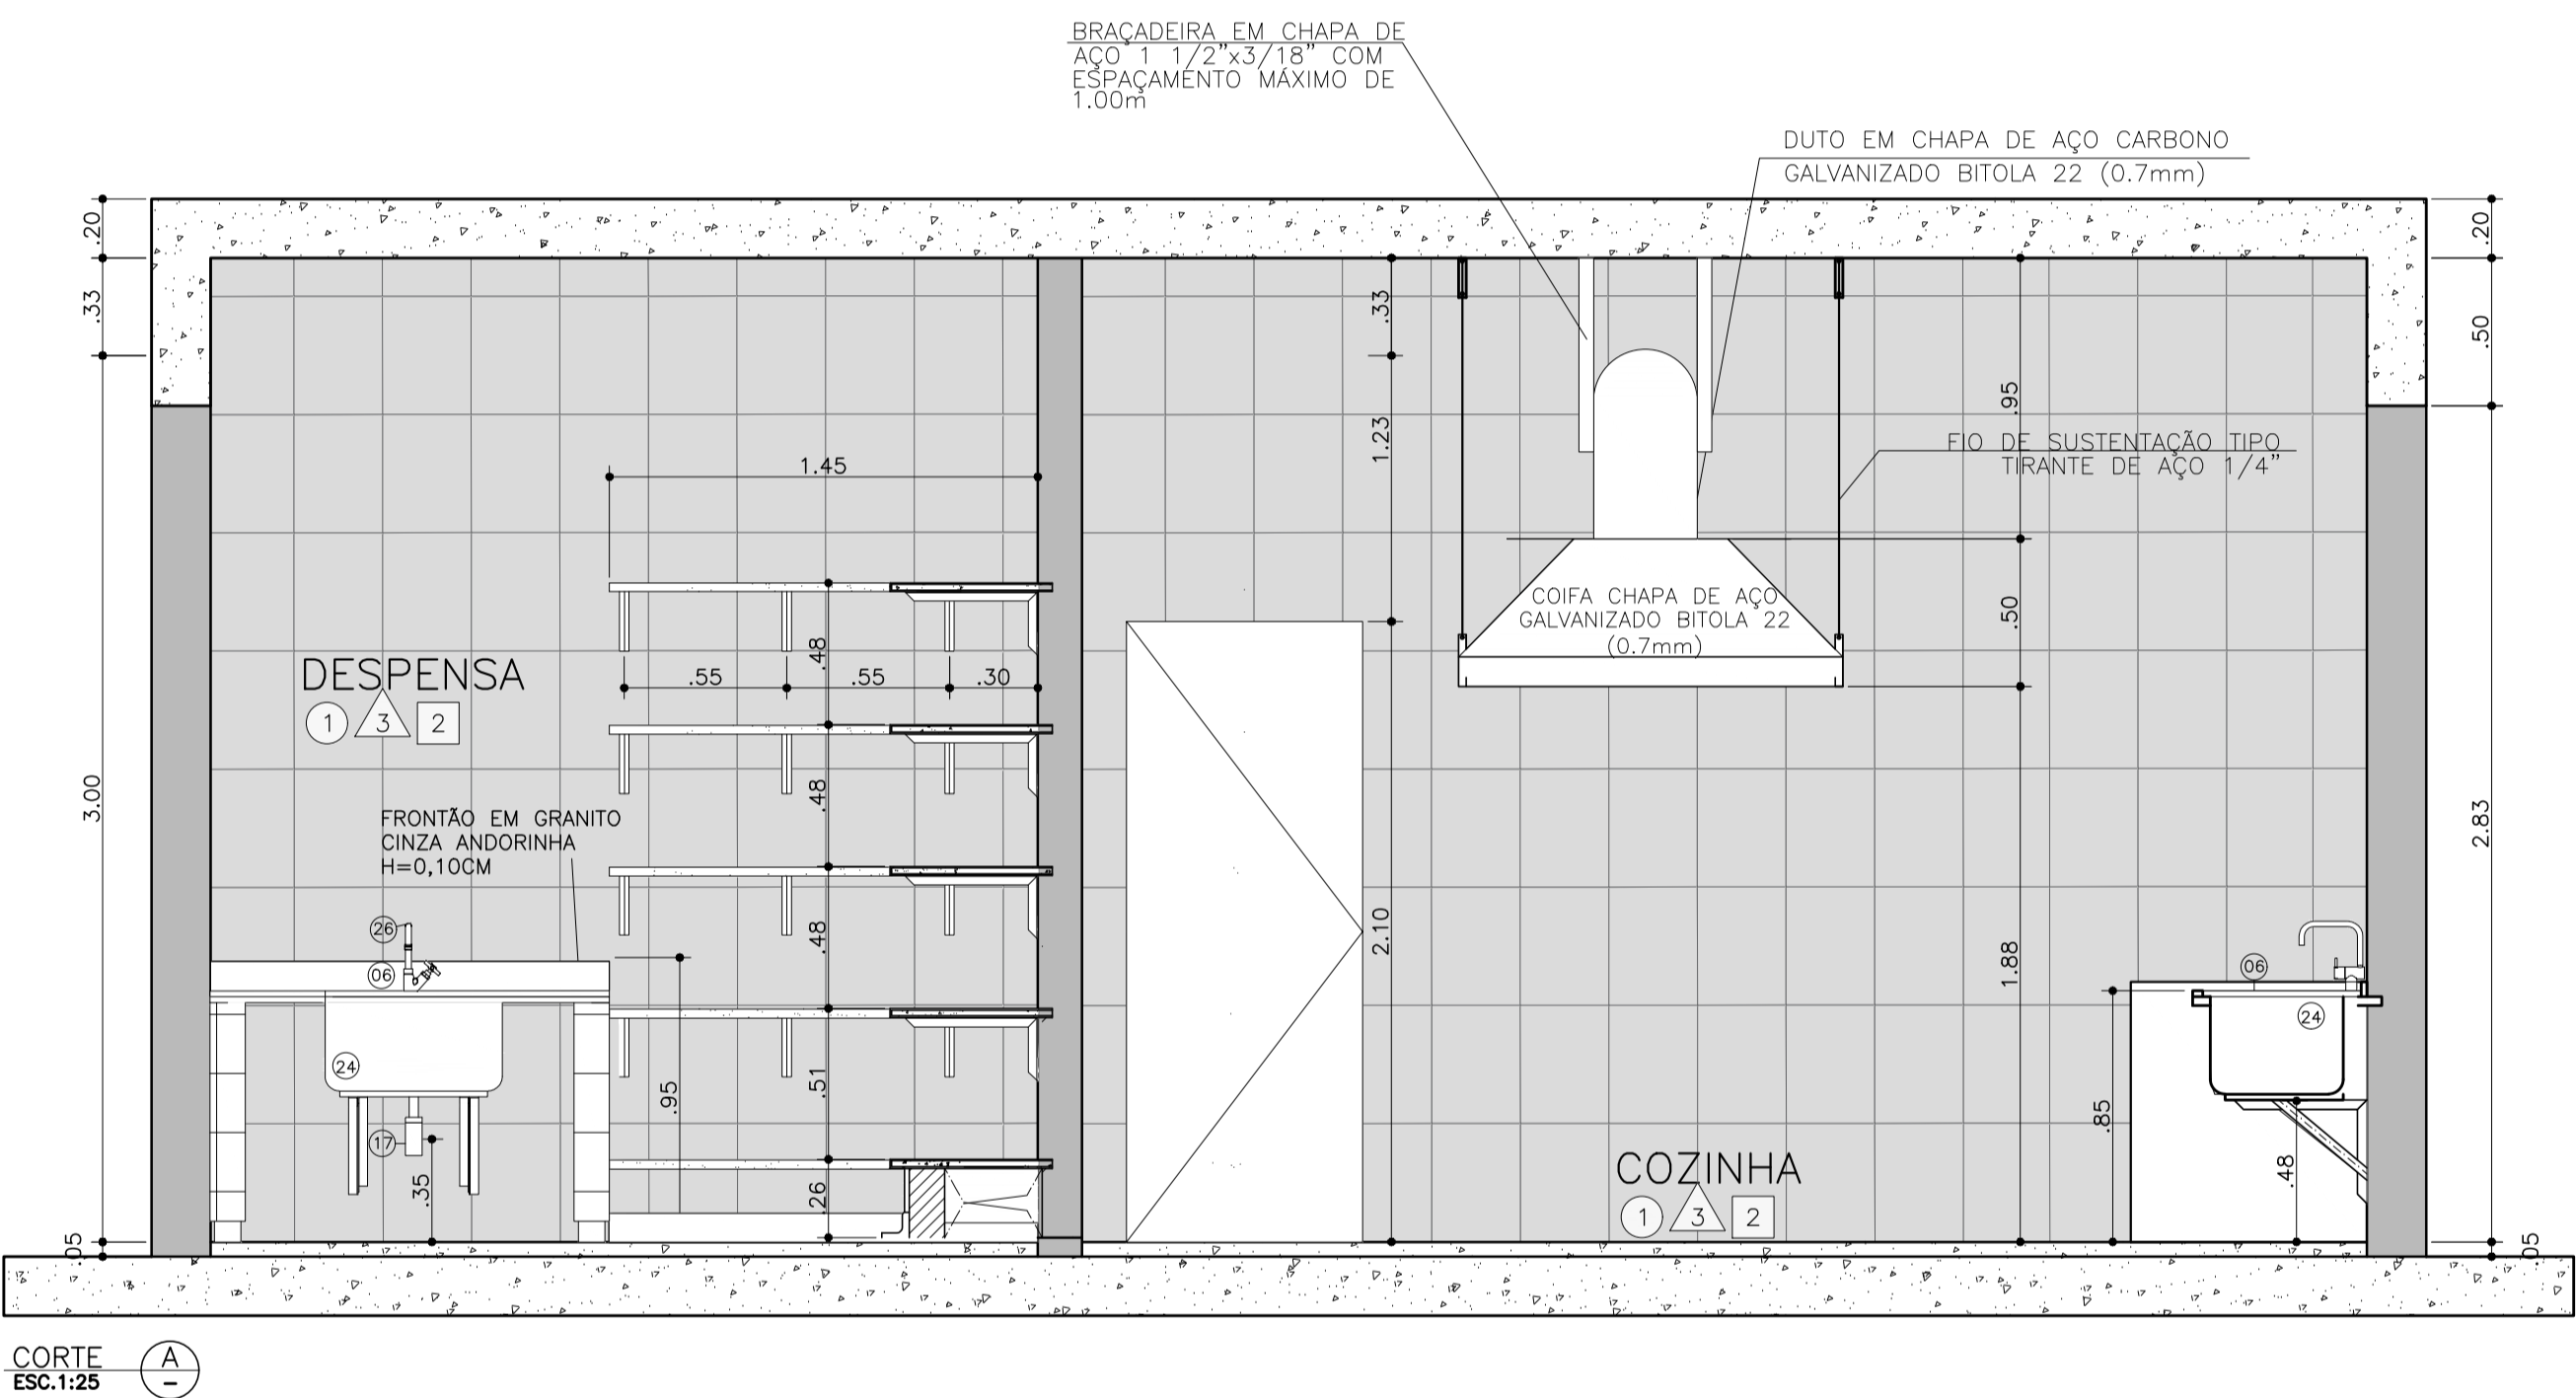 BRAÇADEIRA EM CHAPA DE
AÇO 1 1/2”x3/18” COM
ESPAÇAMENTO MÁXIMO DE
1.00m
DUTO EM CHAPA DE AÇO CARBONO
GALVANIZADO BITOLA 22 (0.7mm)
.20
.33
3.00
.05
.20
.50
2.83
.05
.33
1.23
2.10
.95
.50
1.88
FIO DE SUSTENTAÇÃO TIPO
TIRANTE DE AÇO 1/4”
COIFA CHAPA DE AÇO
GALVANIZADO BITOLA 22
(0.7mm)
1.45
.48
.55
.55
.30
.48
.48
.51
.26
.95
DESPENSA
1
3
2
FRONTÃO EM GRANITO
CINZA ANDORINHA
H=0,10CM
26
06
24
17
.35
COZINHA
1
3
2
06
24
.85
.48
CORTE
ESC.1:25
A
–